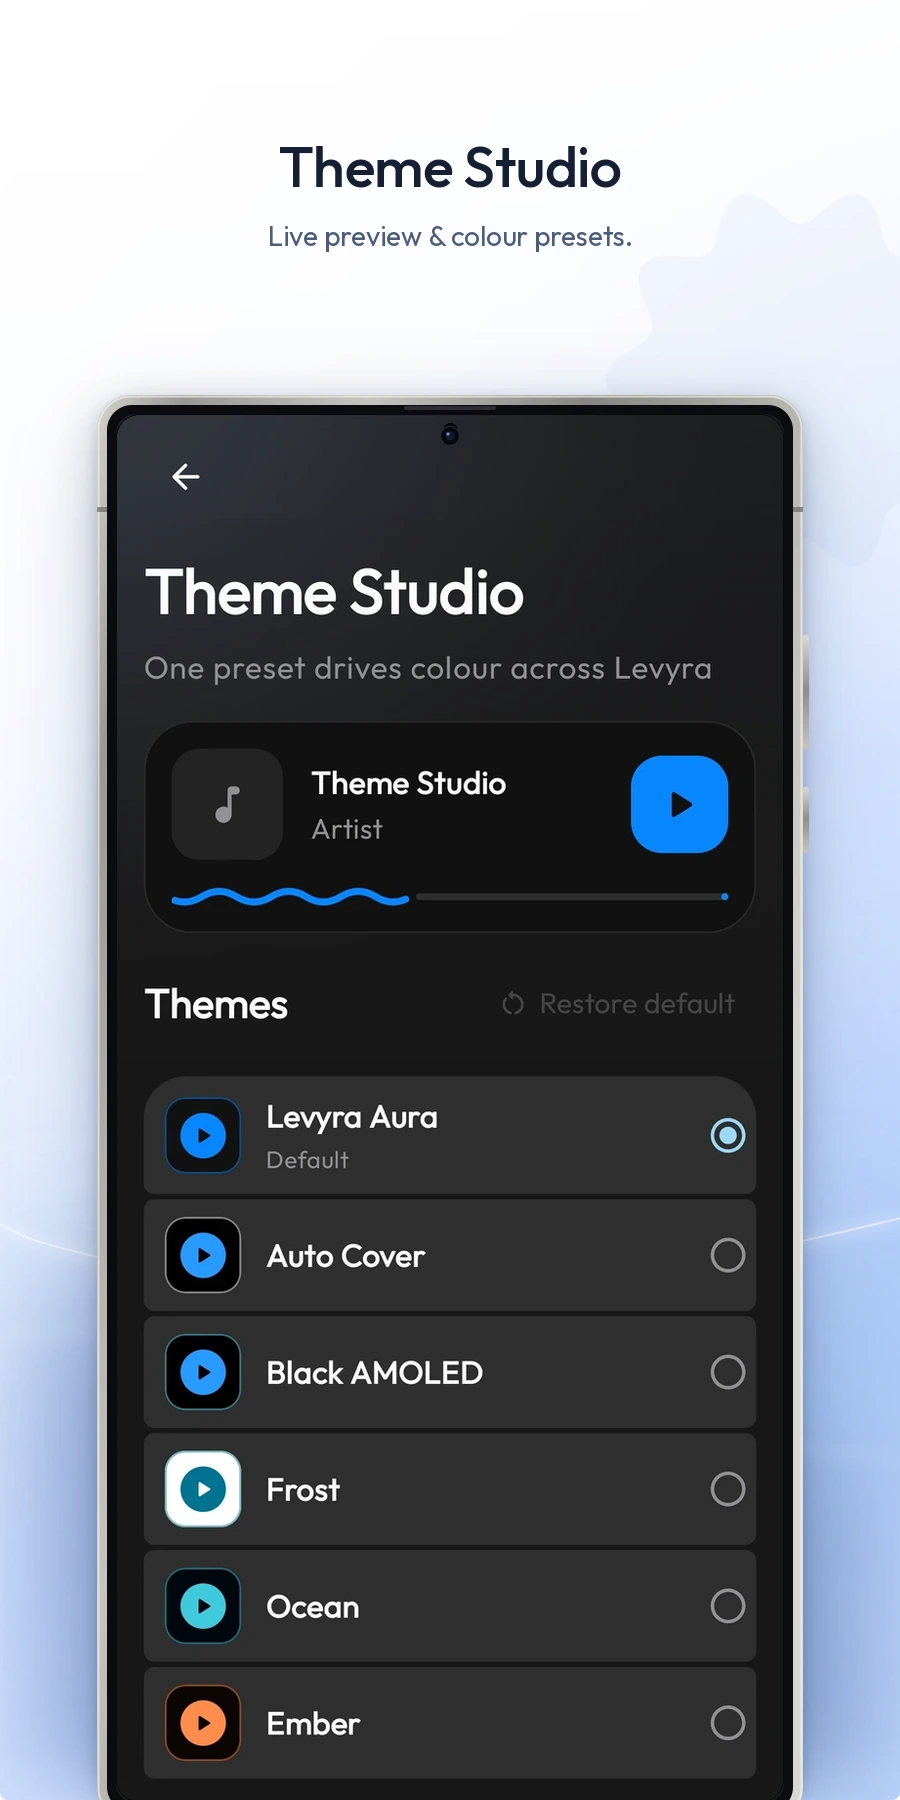 Theme Studio
Live preview & colour presets.
Theme Studio
One preset drives colour across Levyra
Theme Studio
Artist
Themes
Restore default
Levyra Aura
Default
Auto Cover
Black AMOLED
Frost
Ocean
Ember